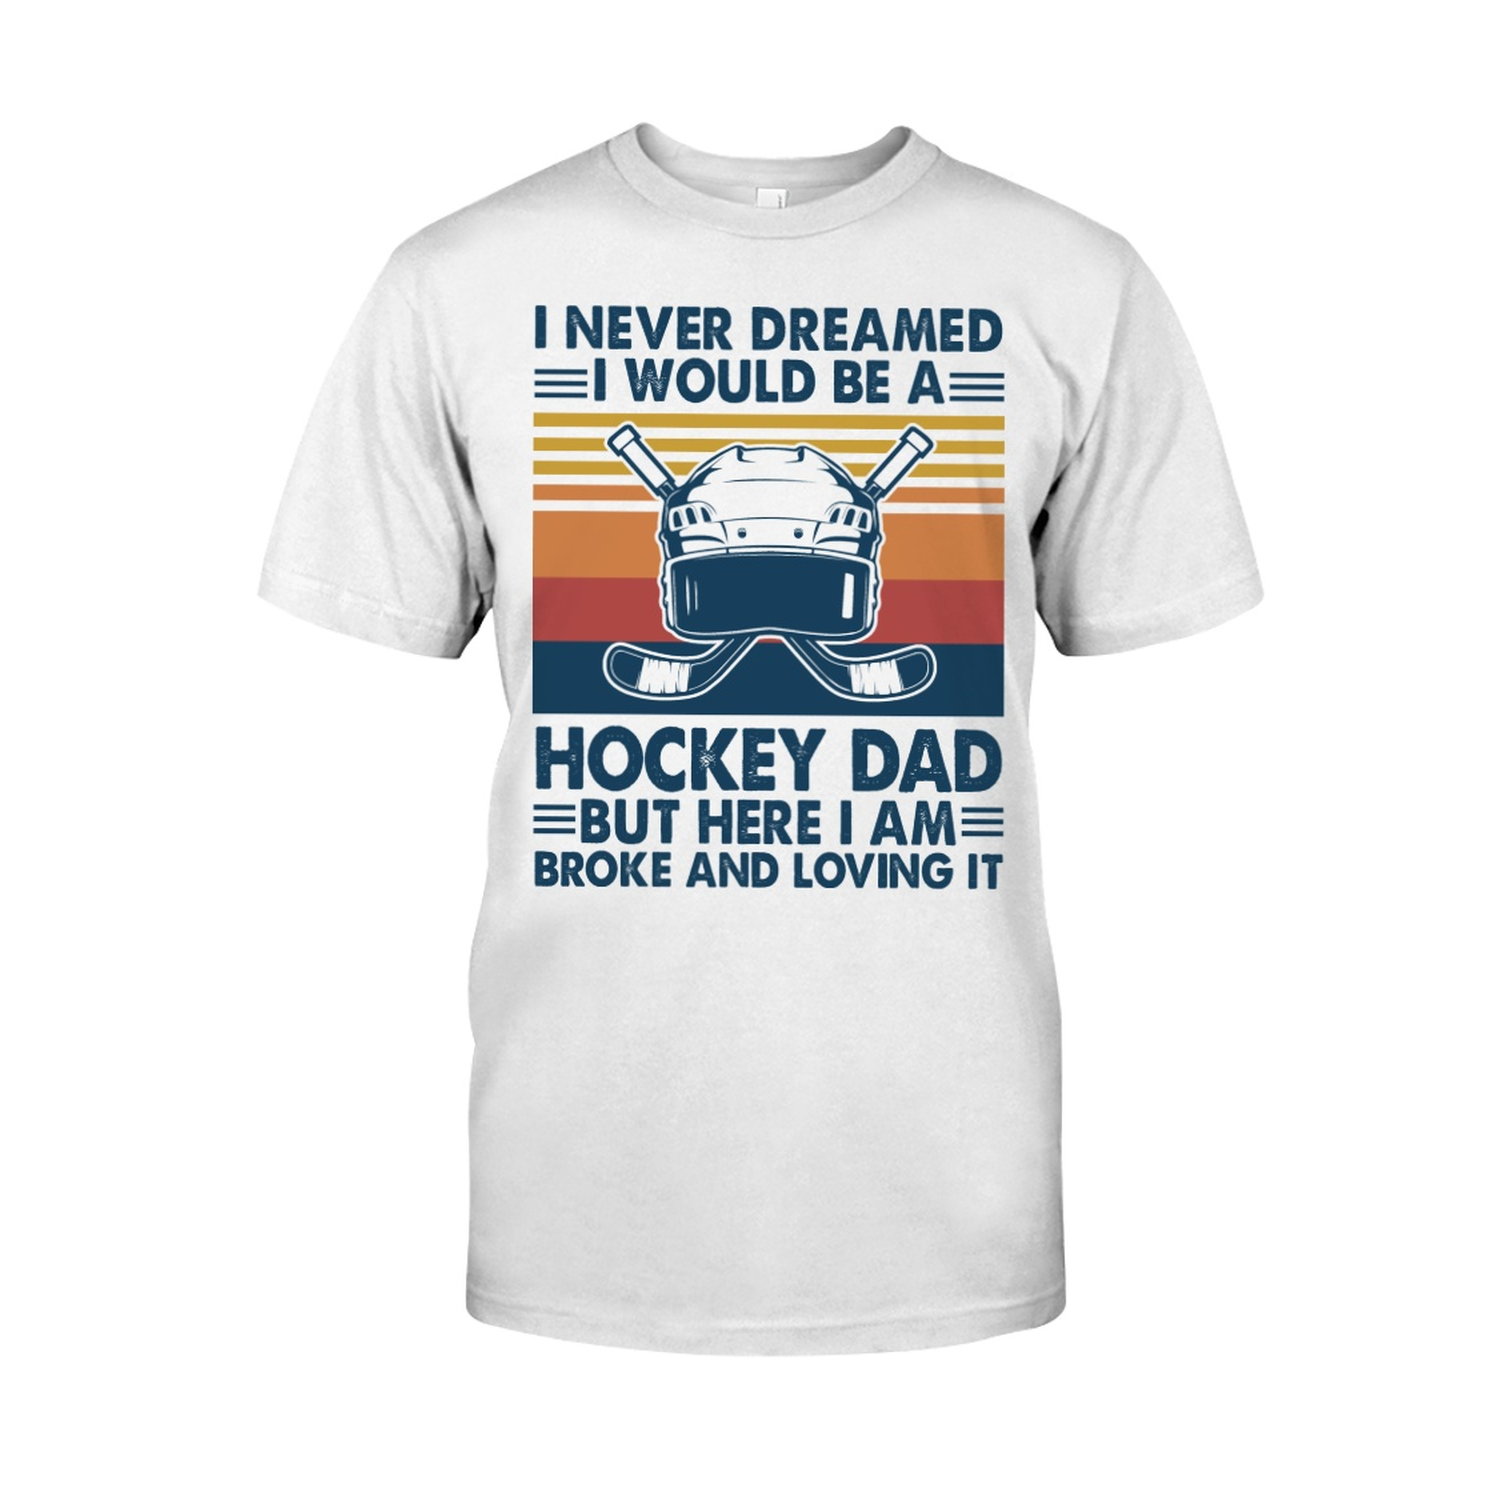 I NEVER DREAMED
I WOULD BE A
HOCKEY DAD
BUT HERE I AM
BROKE AND LOVING IT